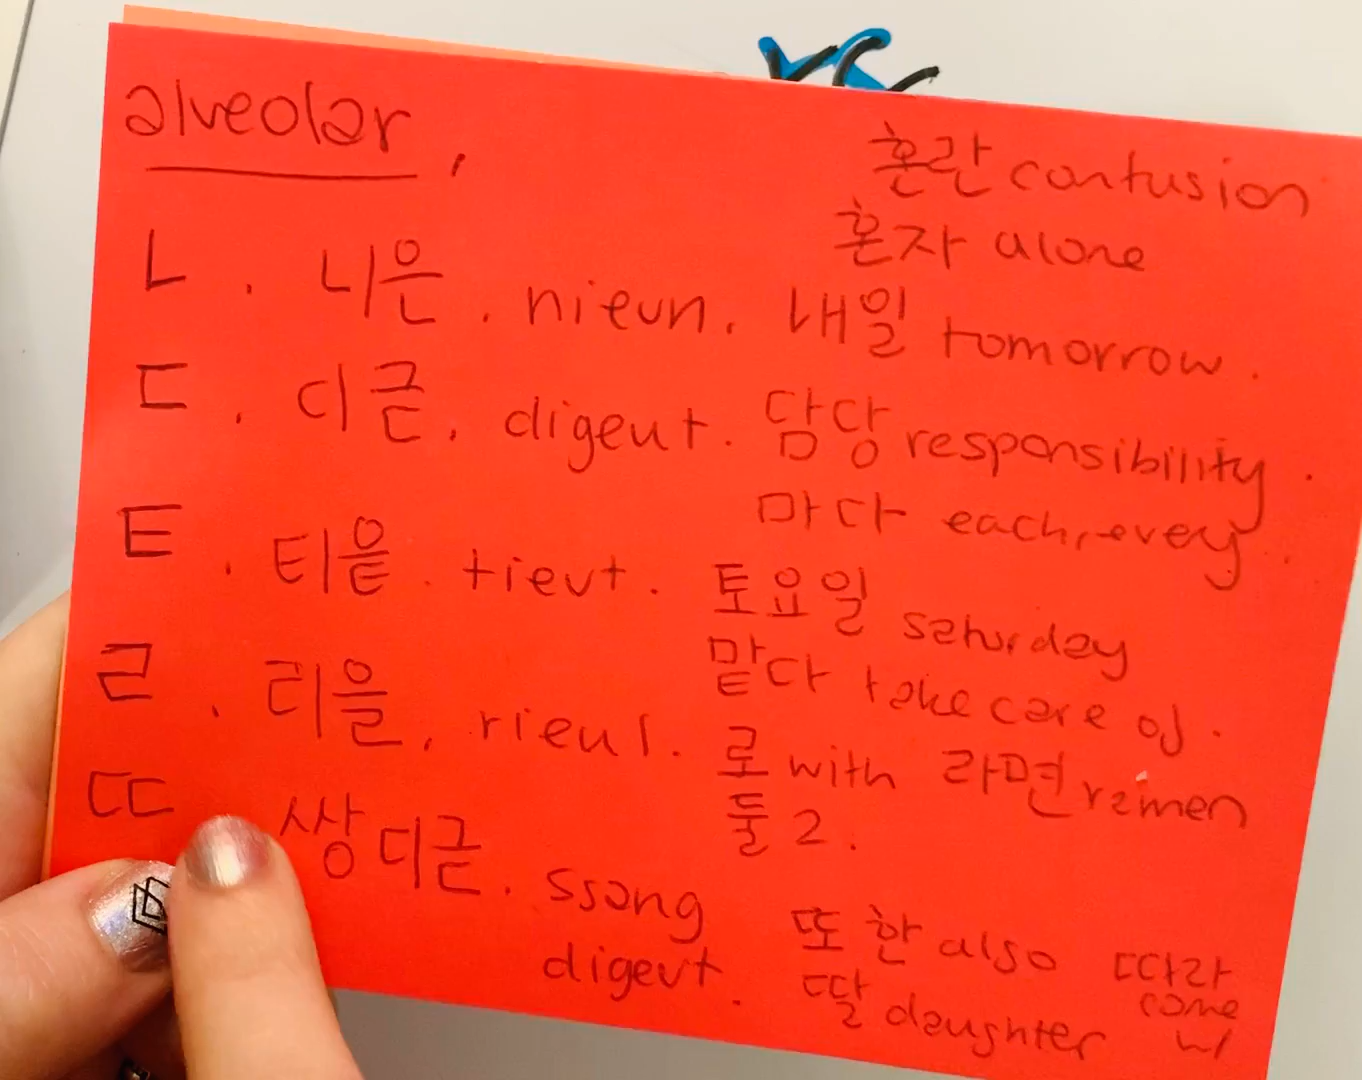 alveolar,
혼란 confusion
혼자 alone
ㄴ. 니은. nieun. 내일 tomorrow.
ㄷ. 디귿. digeut. 담당 responsibility.
마다 each, every.
ㅌ. 티읕. tieut. 토요일 saturday
맡다 take care of.
ㄹ. 리을. rieul. 로 with 라면 ramen
둘 2.
ㄸ 쌍디귿. ssang digeut.
또한 also 따라 come w/
딸 daughter